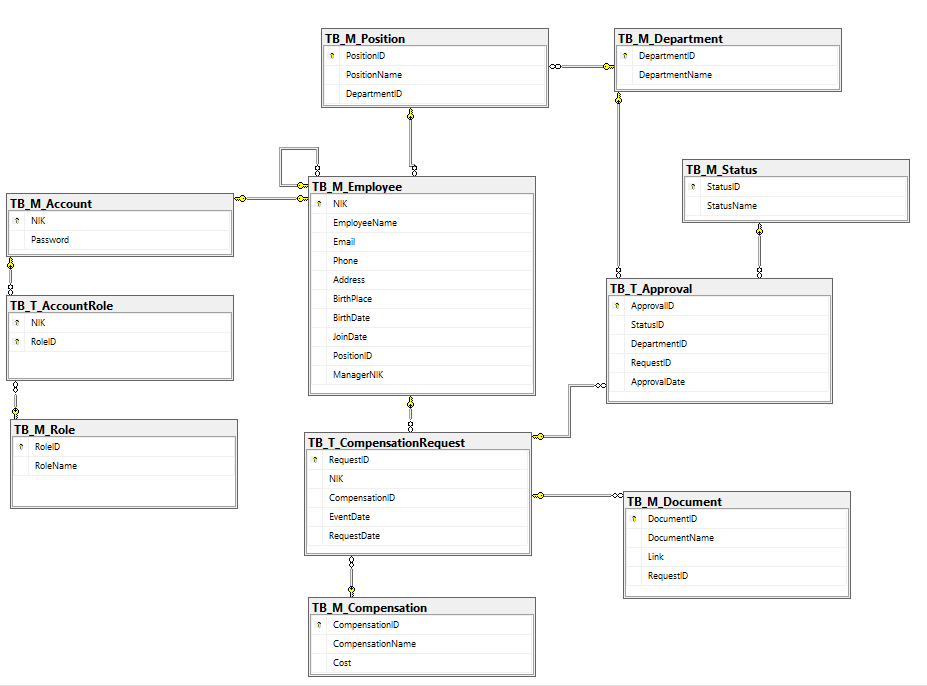 TB_M_Position
PositionID
PositionName
DepartmentID
TB_M_Department
DepartmentID
DepartmentName
TB_M_Status
StatusID
StatusName
TB_M_Employee
NIK
EmployeeName
Email
Phone
Address
BirthPlace
BirthDate
JoinDate
PositionID
ManagerNIK
TB_M_Account
NIK
Password
TB_T_AccountRole
NIK
RoleID
TB_M_Role
RoleID
RoleName
TB_T_Approval
ApprovalID
StatusID
DepartmentID
RequestID
ApprovalDate
TB_T_CompensationRequest
RequestID
NIK
CompensationID
EventDate
RequestDate
TB_M_Document
DocumentID
DocumentName
Link
RequestID
TB_M_Compensation
CompensationID
CompensationName
Cost